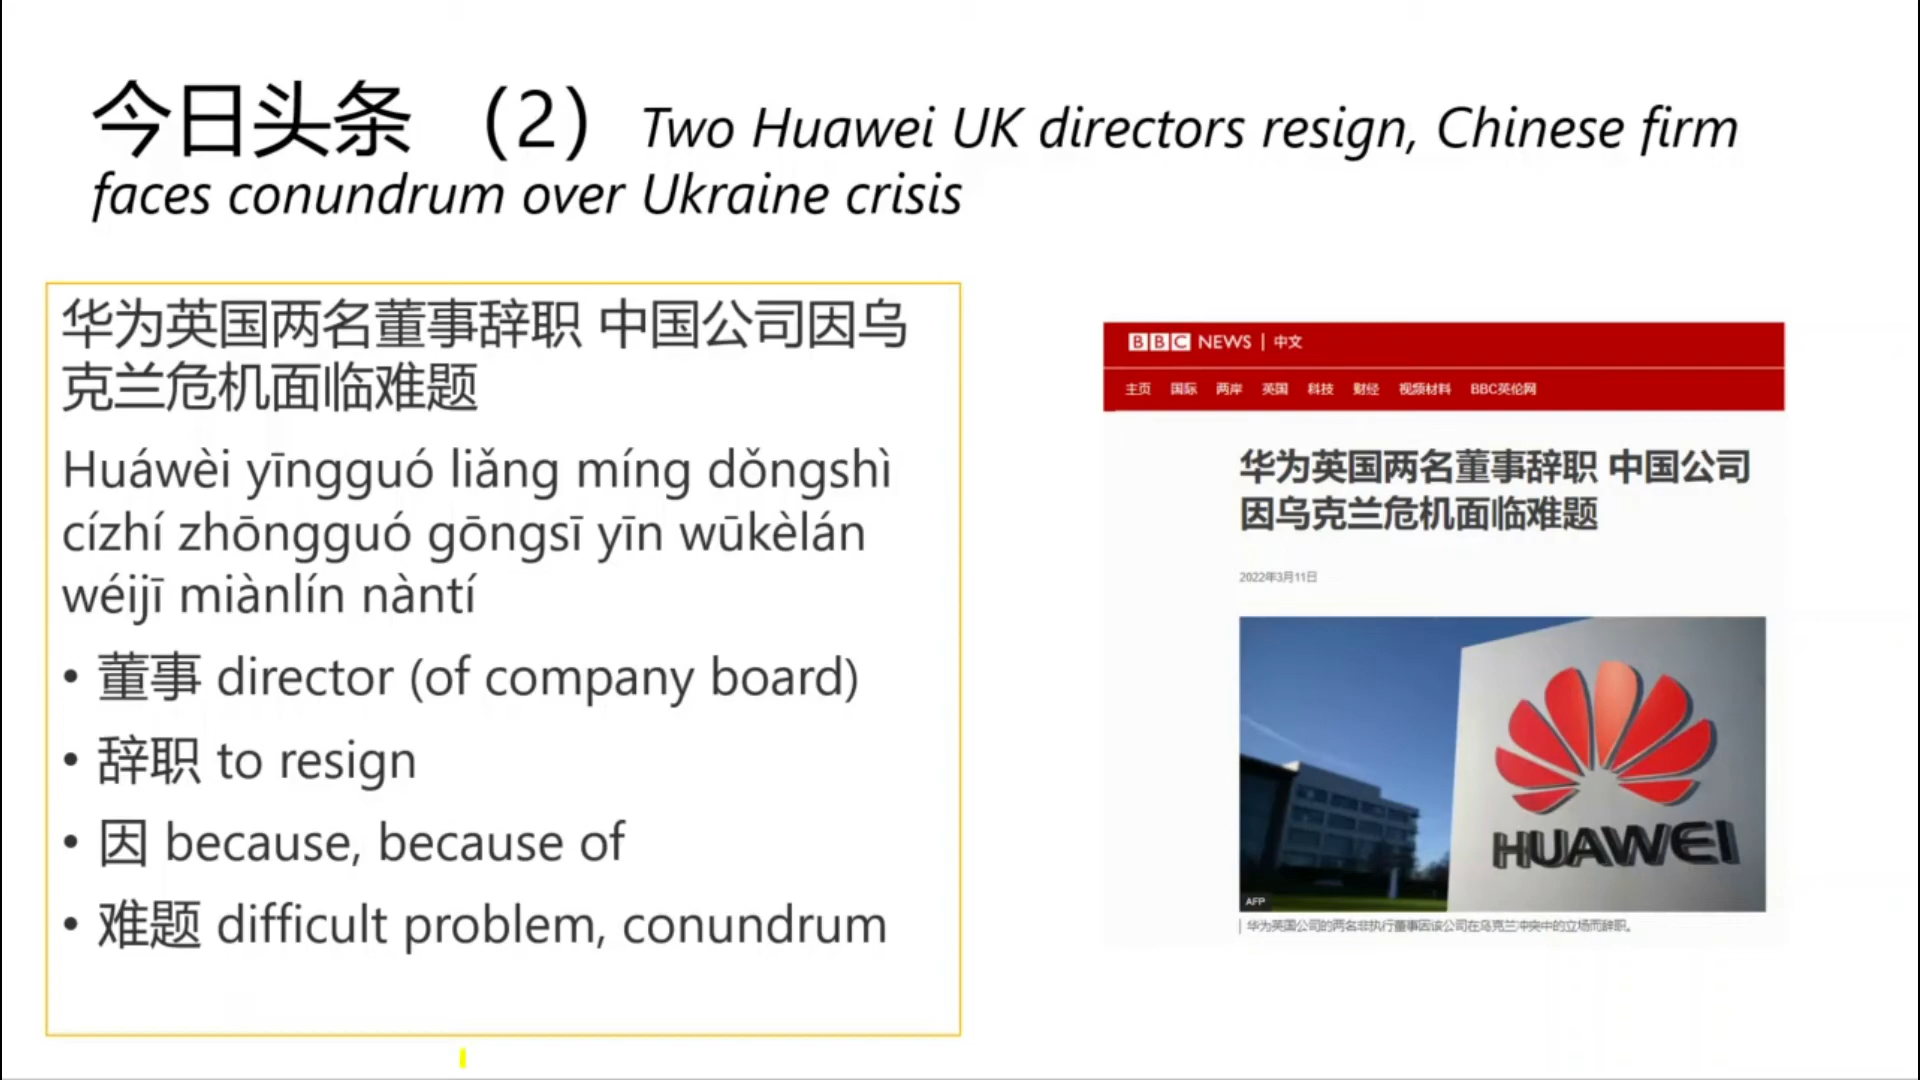 今日头条 （2） Two Huawei UK directors resign, Chinese firm
faces conundrum over Ukraine crisis
华为英国两名董事辞职 中国公司因乌
克兰危机面临难题
Huáwèi yīngguó liǎng míng dǒngshì
cízhí zhōngguó gōngsī yīn wūkèlán
wéijī miànlín nàntí
• 董事 director (of company board)
• 辞职 to resign
• 因 because, because of
• 难题 difficult problem, conundrum
BBC NEWS | 中文
主页 国际 两岸 英国 科技 财经 视频材料 BBC英伦网
华为英国两名董事辞职 中国公司
因乌克兰危机面临难题
2022年3月11日
HUAWEI
AFP
华为英国公司的两名非执行董事因该公司在乌克兰冲突中的立场而辞职。